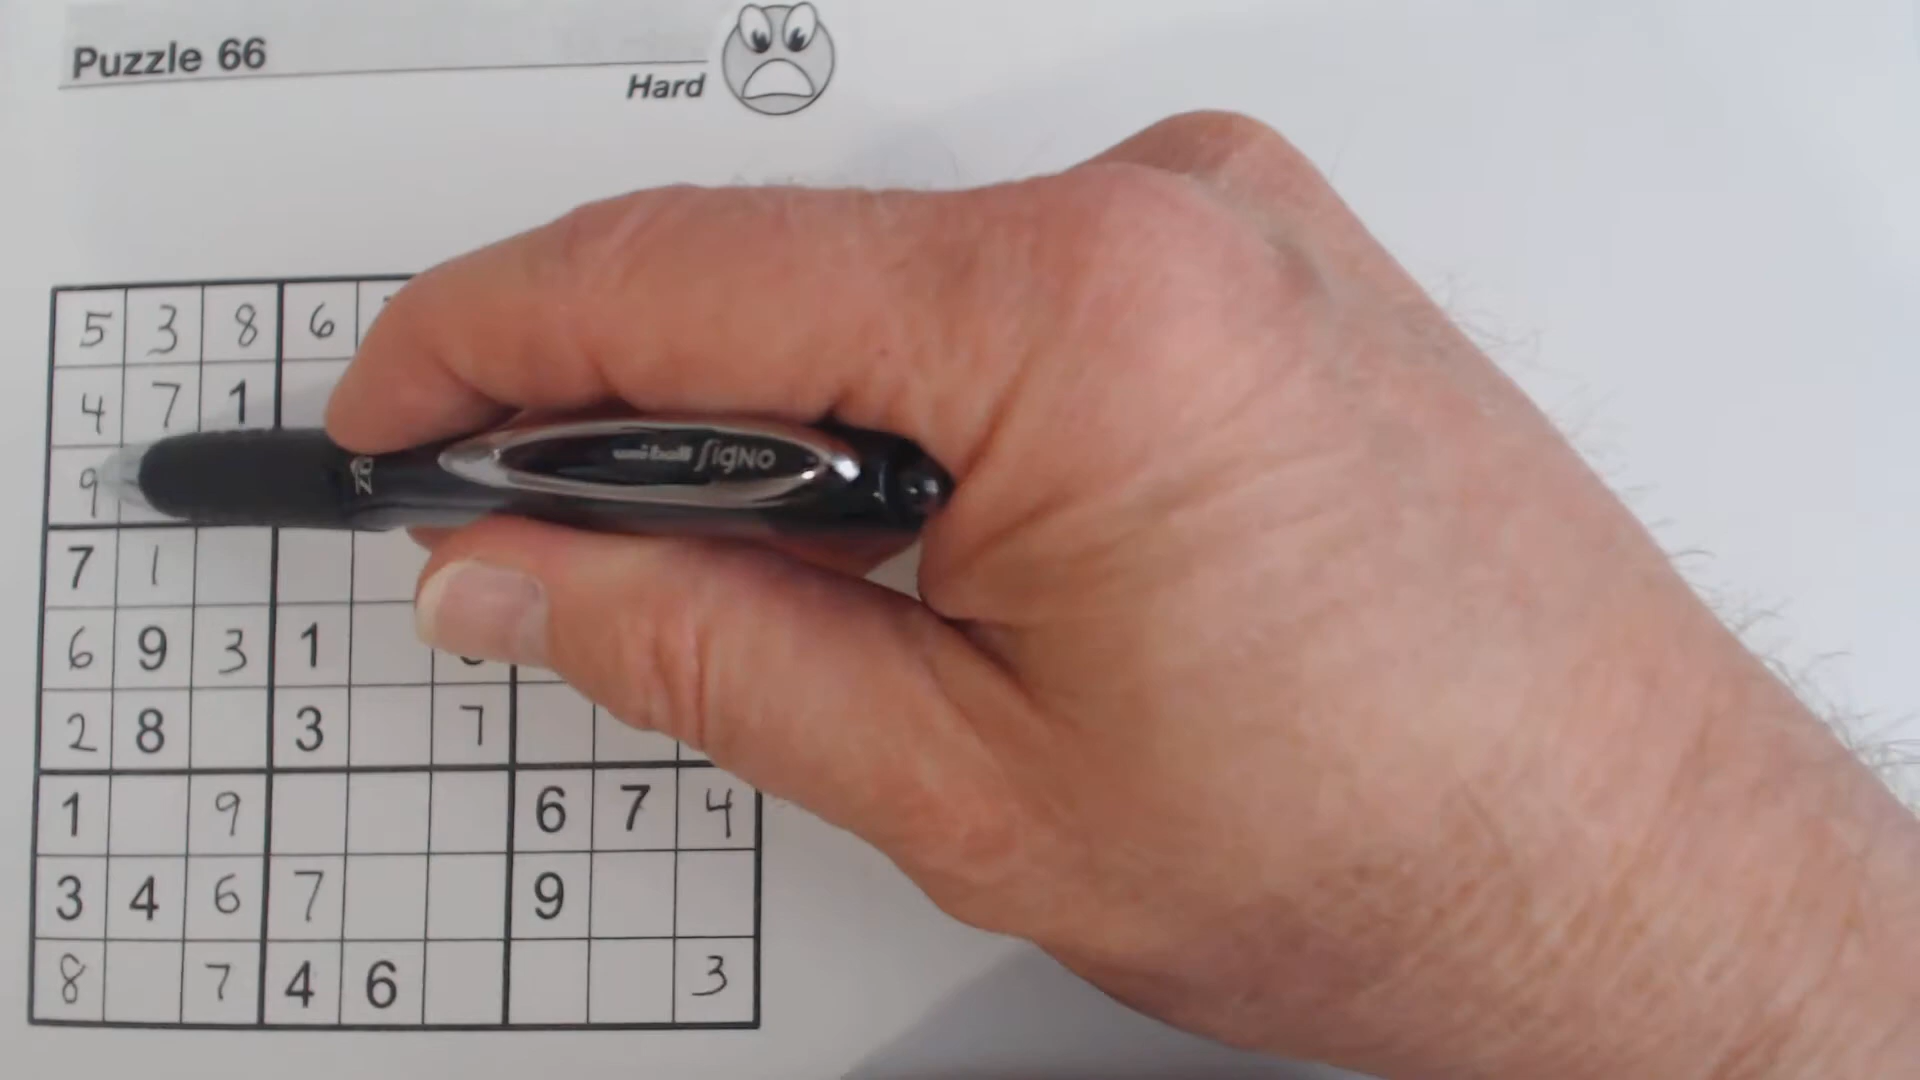 Puzzle 66
Hard
5 3 8 6
4 7 1
uni-ball SigNO
9
7 1
6 9 3 1
2 8 3 7
1 9 6 7 4
3 4 6 7 9
8 7 4 6 3